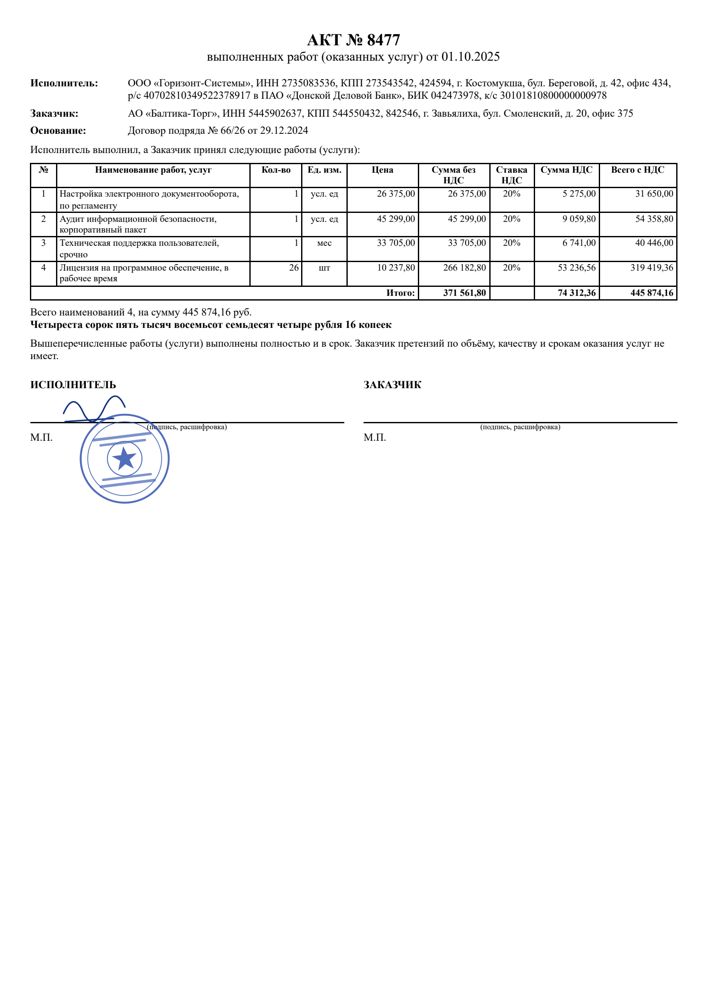 АКТ № 8477
выполненных работ (оказанных услуг) от 01.10.2025
Исполнитель: ООО «Горизонт-Системы», ИНН 2735083536, КПП 273543542, 424594, г. Костомукша, бул. Береговой, д. 42, офис 434,
р/с 40702810349522378917 в ПАО «Донской Деловой Банк», БИК 042473978, к/с 30101810800000000978
Заказчик: АО «Балтика-Торг», ИНН 5445902637, КПП 544550432, 842546, г. Завьялиха, бул. Смоленский, д. 20, офис 375
Основание: Договор подряда № 66/26 от 29.12.2024
Исполнитель выполнил, а Заказчик принял следующие работы (услуги):
№ Наименование работ, услуг Кол-во Ед. изм. Цена Сумма без НДС Ставка НДС Сумма НДС Всего с НДС
1 Настройка электронного документооборота, по регламенту 1 усл. ед 26 375,00 26 375,00 20% 5 275,00 31 650,00
2 Аудит информационной безопасности, корпоративный пакет 1 усл. ед 45 299,00 45 299,00 20% 9 059,80 54 358,80
3 Техническая поддержка пользователей, срочно 1 мес 33 705,00 33 705,00 20% 6 741,00 40 446,00
4 Лицензия на программное обеспечение, в рабочее время 26 шт 10 237,80 266 182,80 20% 53 236,56 319 419,36
Итого: 371 561,80 74 312,36 445 874,16
Всего наименований 4, на сумму 445 874,16 руб.
Четыреста сорок пять тысяч восемьсот семьдесят четыре рубля 16 копеек
Вышеперечисленные работы (услуги) выполнены полностью и в срок. Заказчик претензий по объёму, качеству и срокам оказания услуг не
имеет.
ИСПОЛНИТЕЛЬ ЗАКАЗЧИК
(подпись, расшифровка) (подпись, расшифровка)
М.П. М.П.